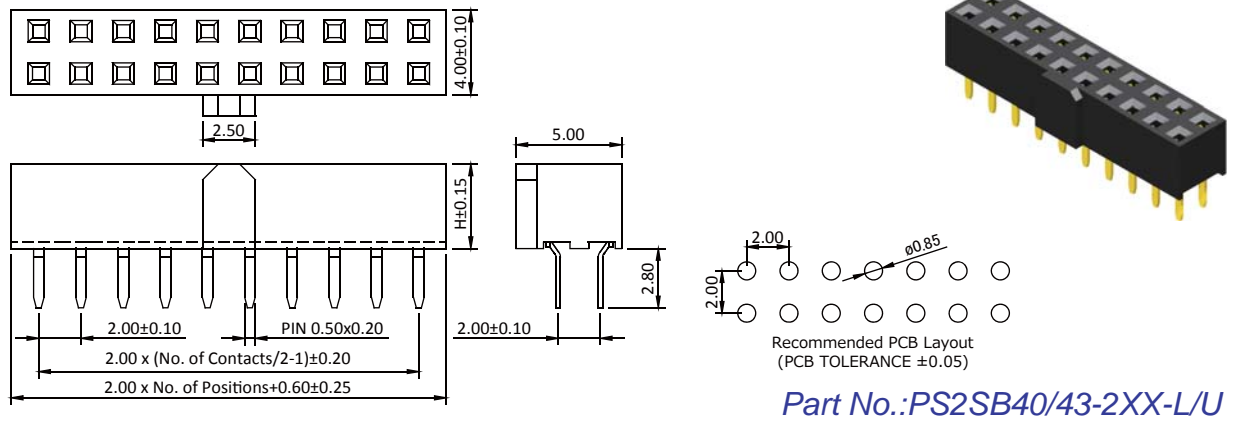 4.00±0.10
2.50
5.00
H±0.15
2.80
2.00
ø0.85
2.00
2.00±0.10
PIN 0.50x0.20
2.00±0.10
2.00 x (No. of Contacts/2-1)±0.20
2.00 x No. of Positions+0.60±0.25
Recommended PCB Layout
(PCB TOLERANCE ±0.05)
Part No.:PS2SB40/43-2XX-L/U